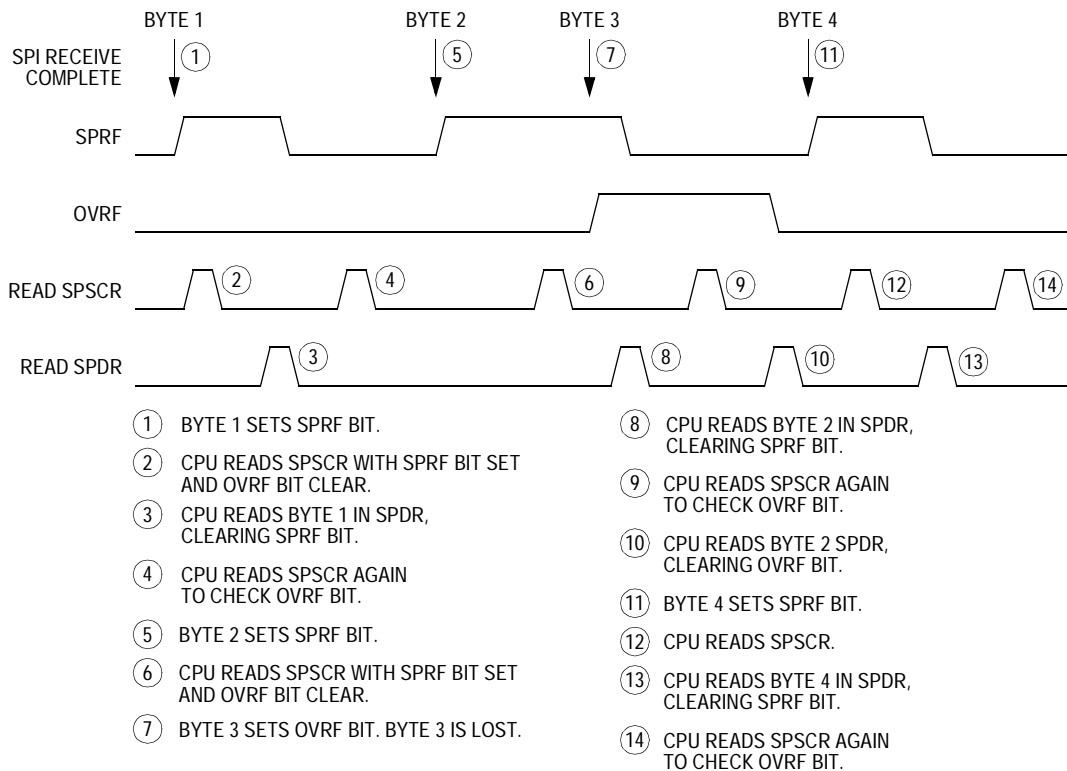 BYTE 1
BYTE 2
BYTE 3
BYTE 4
SPI RECEIVE
COMPLETE
1
5
7
11
SPRF
OVRF
READ SPSCR
2
4
6
9
12
14
READ SPDR
3
8
10
13
1 BYTE 1 SETS SPRF BIT.
2 CPU READS SPSCR WITH SPRF BIT SET
AND OVRF BIT CLEAR.
3 CPU READS BYTE 1 IN SPDR,
CLEARING SPRF BIT.
4 CPU READS SPSCR AGAIN
TO CHECK OVRF BIT.
5 BYTE 2 SETS SPRF BIT.
6 CPU READS SPSCR WITH SPRF BIT SET
AND OVRF BIT CLEAR.
7 BYTE 3 SETS OVRF BIT. BYTE 3 IS LOST.
8 CPU READS BYTE 2 IN SPDR,
CLEARING SPRF BIT.
9 CPU READS SPSCR AGAIN
TO CHECK OVRF BIT.
10 CPU READS BYTE 2 SPDR,
CLEARING OVRF BIT.
11 BYTE 4 SETS SPRF BIT.
12 CPU READS SPSCR.
13 CPU READS BYTE 4 IN SPDR,
CLEARING SPRF BIT.
14 CPU READS SPSCR AGAIN
TO CHECK OVRF BIT.